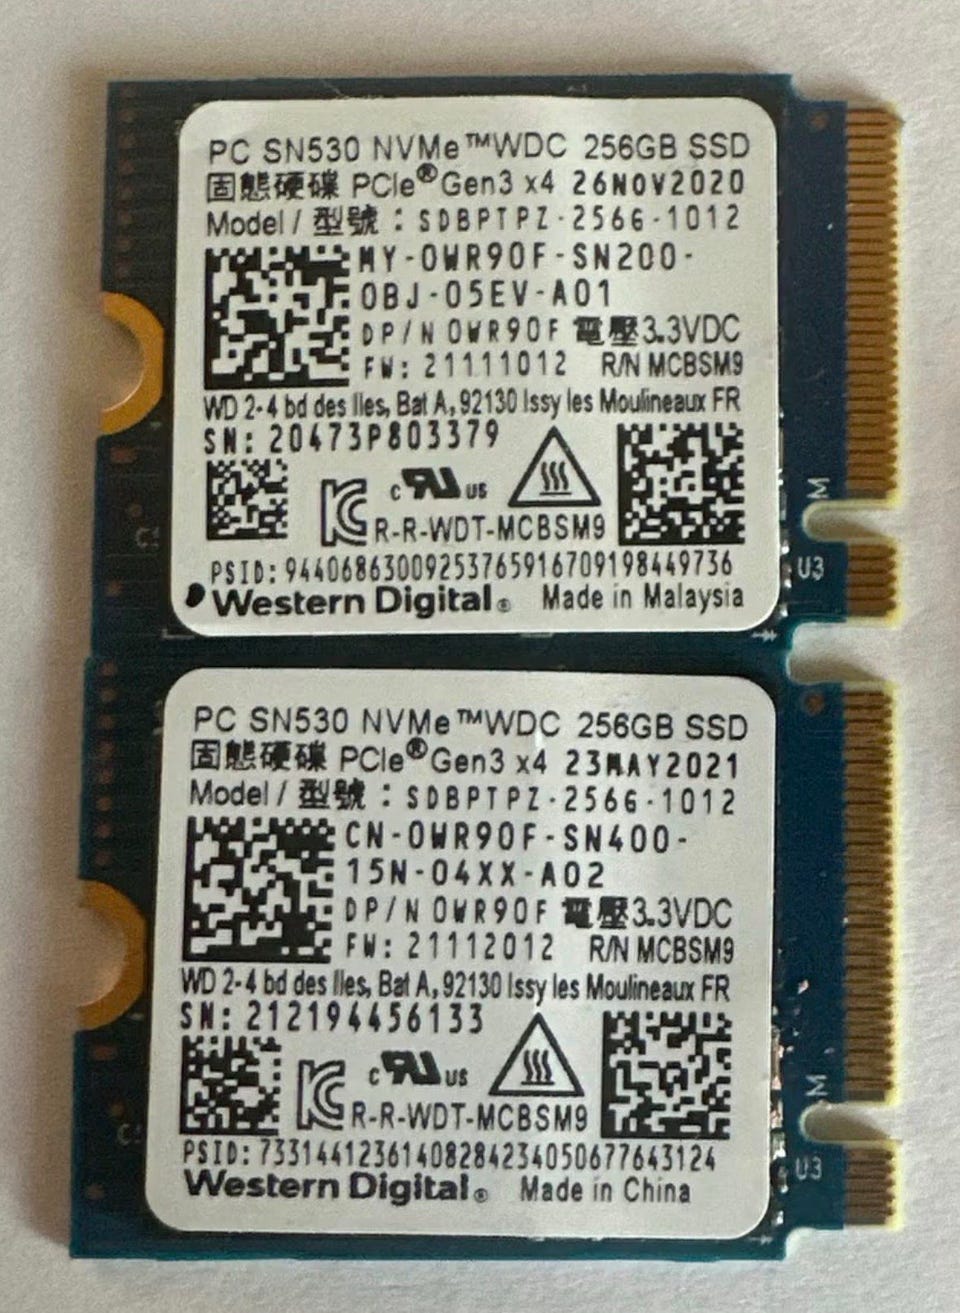 PC SN530 NVMe™WDC 256GB SSD
固態硬碟 PCIe®Gen3 x4 26NOV2020
Model / 型號：SDBPTPZ-256G-1012
MY-0WR90F-SN200-
0BJ-05EV-A01
DP/N 0WR90F 電壓3.3VDC
FW: 21111012 R/N MCBSM9
WD 2-4 bd des Iles, Bat A, 92130 Issy les Moulineaux FR
SN: 20473P803379
c RU US
R-R-WDT-MCBSM9
PSID: 94406863009253765916709198449736
Western Digital® Made in Malaysia
M
U3
PC SN530 NVMe™WDC 256GB SSD
固態硬碟 PCIe®Gen3 x4 23MAY2021
Model / 型號：SDBPTPZ-256G-1012
CN-0WR90F-SN400-
15N-04XX-A02
DP/N 0WR90F 電壓3.3VDC
FW: 21112012 R/N MCBSM9
WD 2-4 bd des Iles, Bat A, 92130 Issy les Moulineaux FR
SN: 212194456133
c RU US
R-R-WDT-MCBSM9
PSID: 73314412361408284234050677643124
Western Digital® Made in China
M
U3